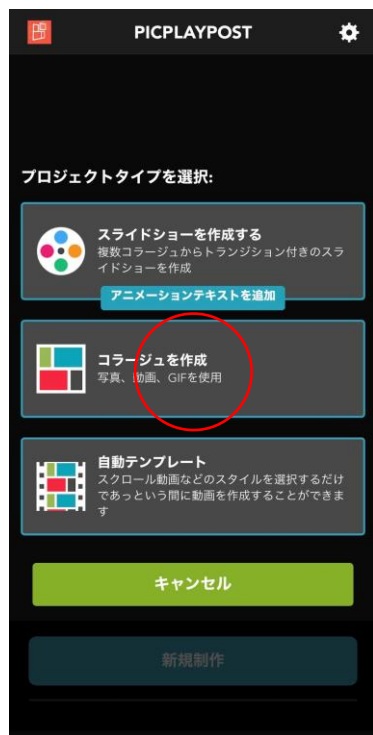 PICPLAYPOST
プロジェクトタイプを選択:
スライドショーを作成する
複数コラージュからトランジション付きのスラ
イドショーを作成
アニメーションテキストを追加
コラージュを作成
写真、動画、GIFを使用
自動テンプレート
スクロール動画などのスタイルを選択するだけ
であっという間に動画を作成することができま
す
キャンセル
新規制作